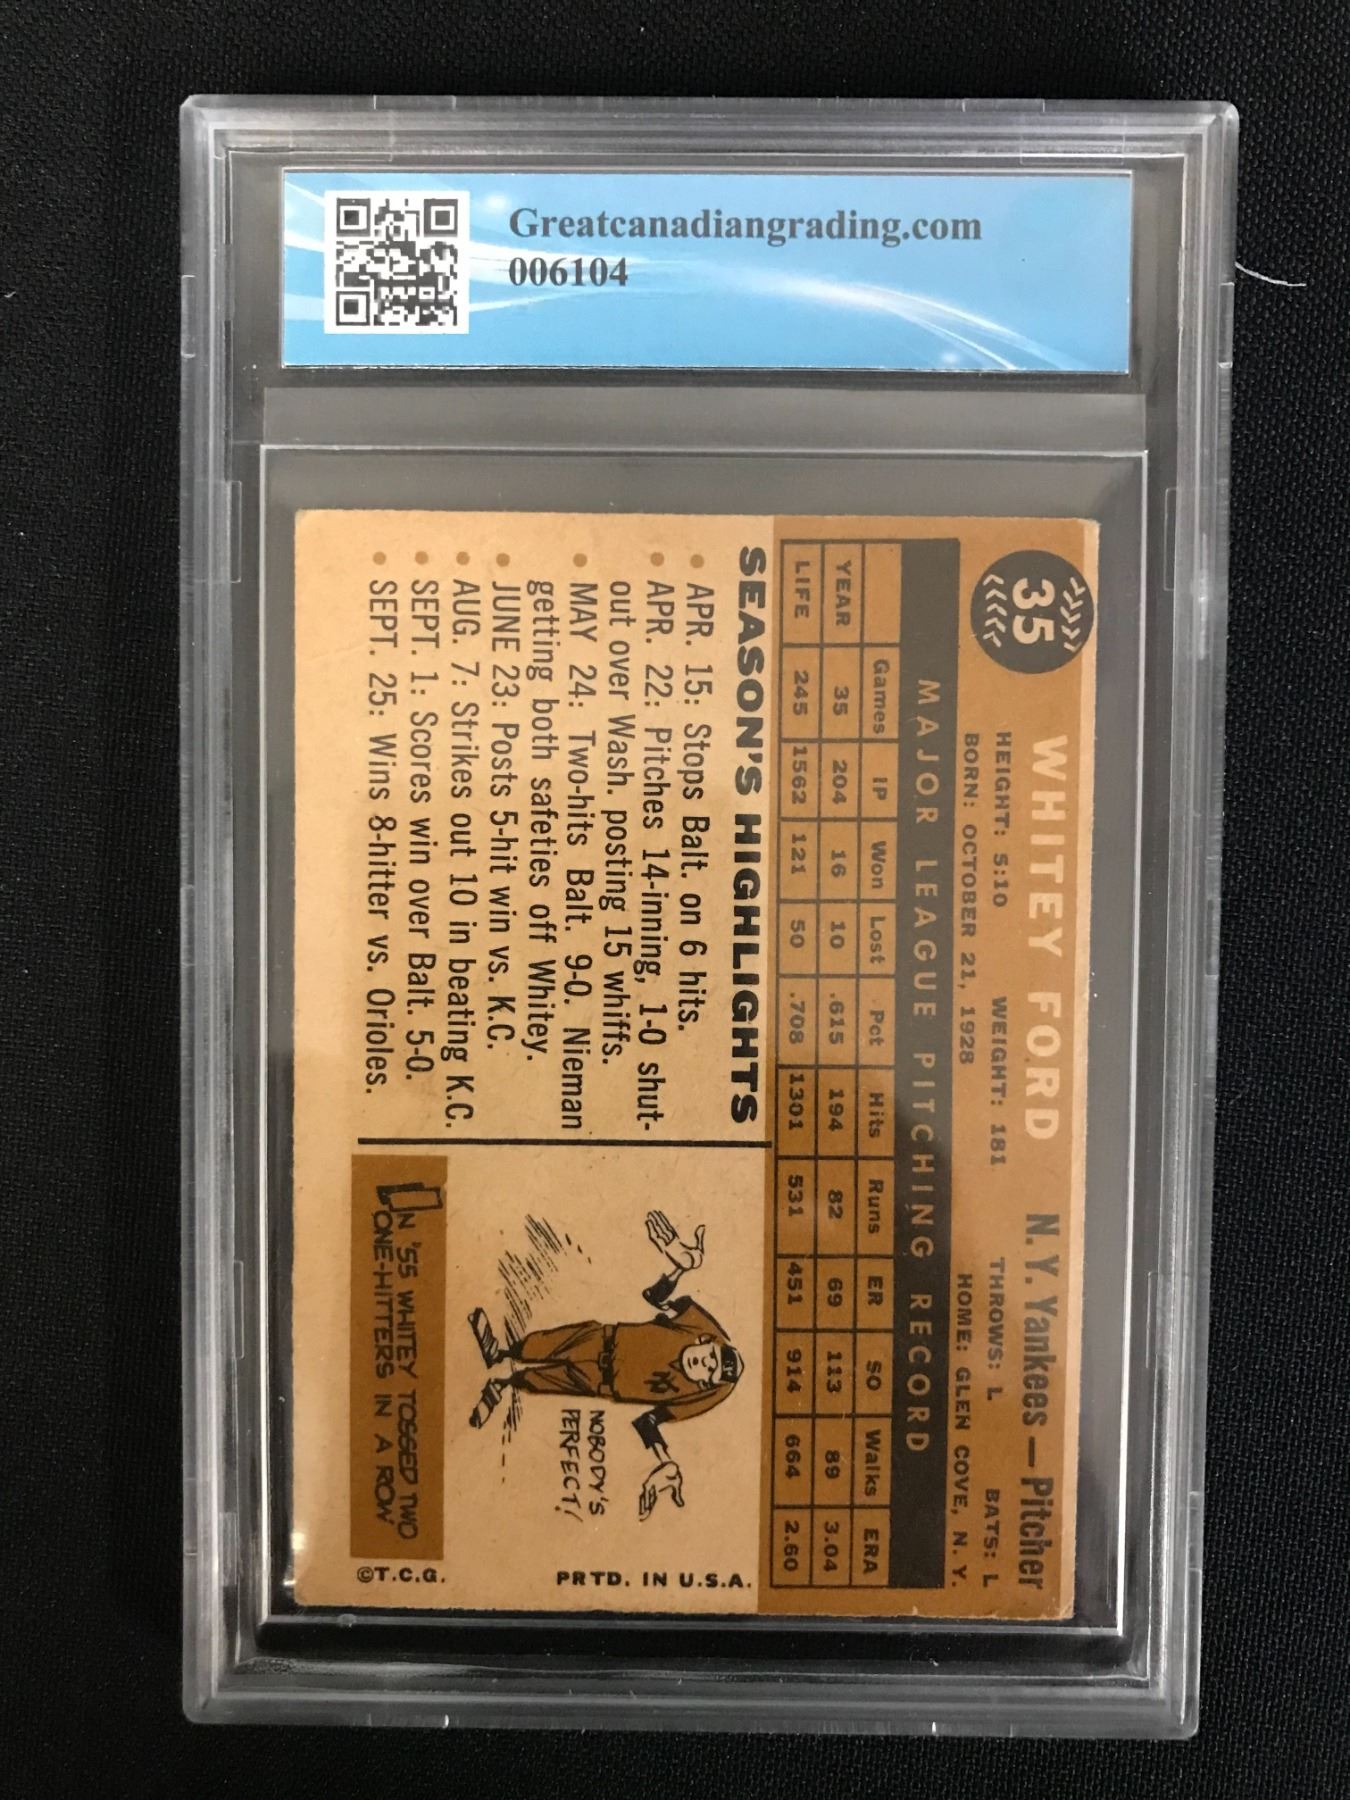 Greatcanadiangrading.com
006104
35
WHITEY FORD N.Y. Yankees — Pitcher
HEIGHT: 5:10 WEIGHT: 181 THROWS: L BATS: L
BORN: OCTOBER 21, 1928 HOME: GLEN COVE, N. Y.
MAJOR LEAGUE PITCHING RECORD
Games IP Won Lost Pct Hits Runs ER SO Walks ERA
YEAR 35 204 16 10 .615 194 82 69 113 89 3.04
LIFE 245 1562 121 50 .708 1301 531 451 914 664 2.60
SEASON'S HIGHLIGHTS
• APR. 15: Stops Balt. on 6 hits.
• APR. 22: Pitches 14-inning, 1-0 shut-
out over Wash. posting 15 whiffs.
• MAY 24: Two-hits Balt. 9-0. Nieman
getting both safeties off Whitey.
• JUNE 23: Posts 5-hit win vs. K.C.
• AUG. 7: Strikes out 10 in beating K.C.
• SEPT. 1: Scores win over Balt. 5-0.
• SEPT. 25: Wins 8-hitter vs. Orioles.
NY
NOBODY'S
PERFECT!
IN '55 WHITEY TOSSED TWO
ONE-HITTERS IN A ROW.
©T.C.G. PRTD. IN U.S.A.